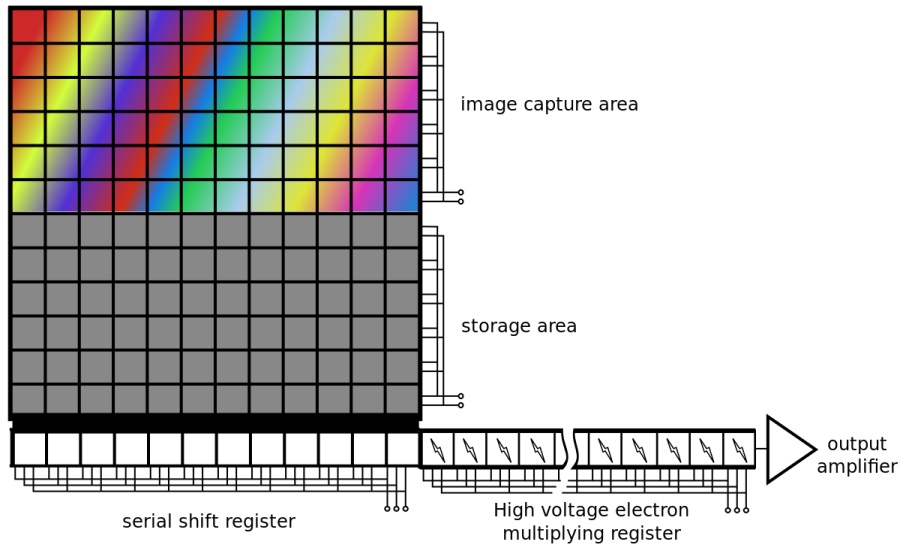 image capture area
storage area
output
amplifier
serial shift register
High voltage electron
multiplying register